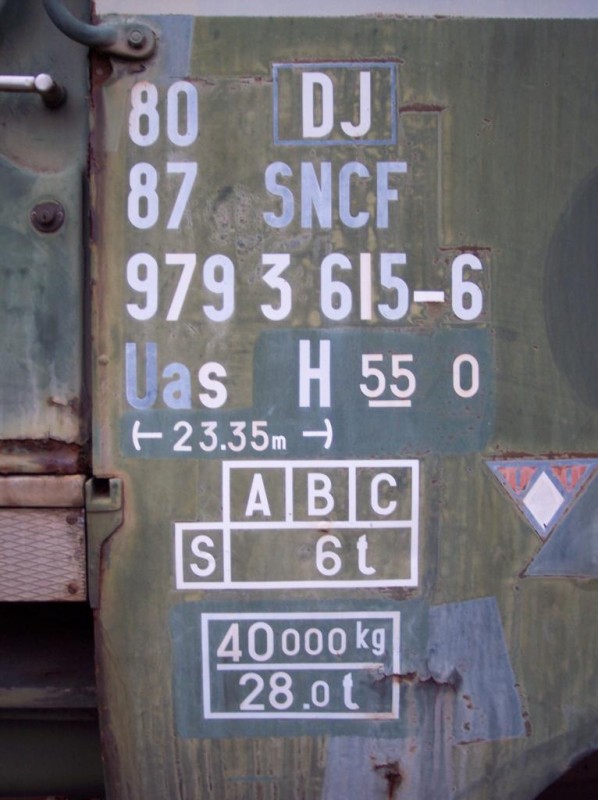 80 DJ
87 SNCF
979 3 615-6
Uas H 55 0
(← 23.35m →)
A B C
S 6t
40000kg
28.0t